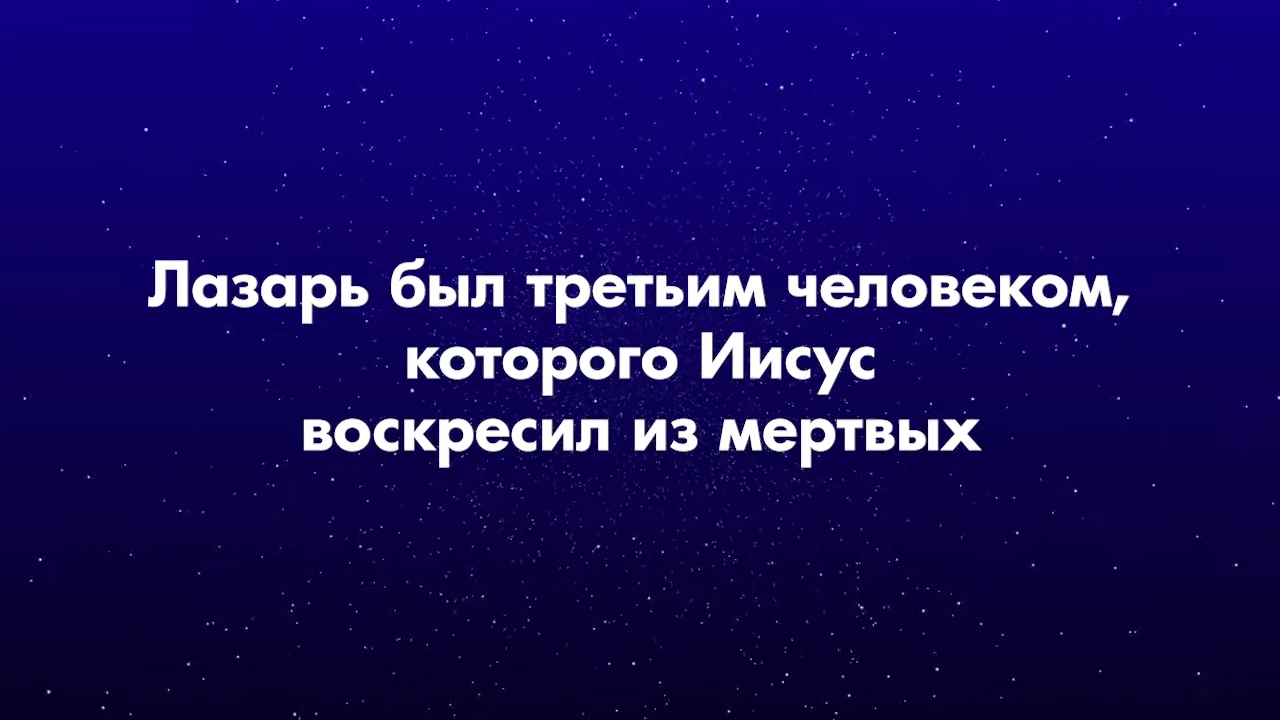 Лазарь был третьим человеком,
которого Иисус
воскресил из мертвых